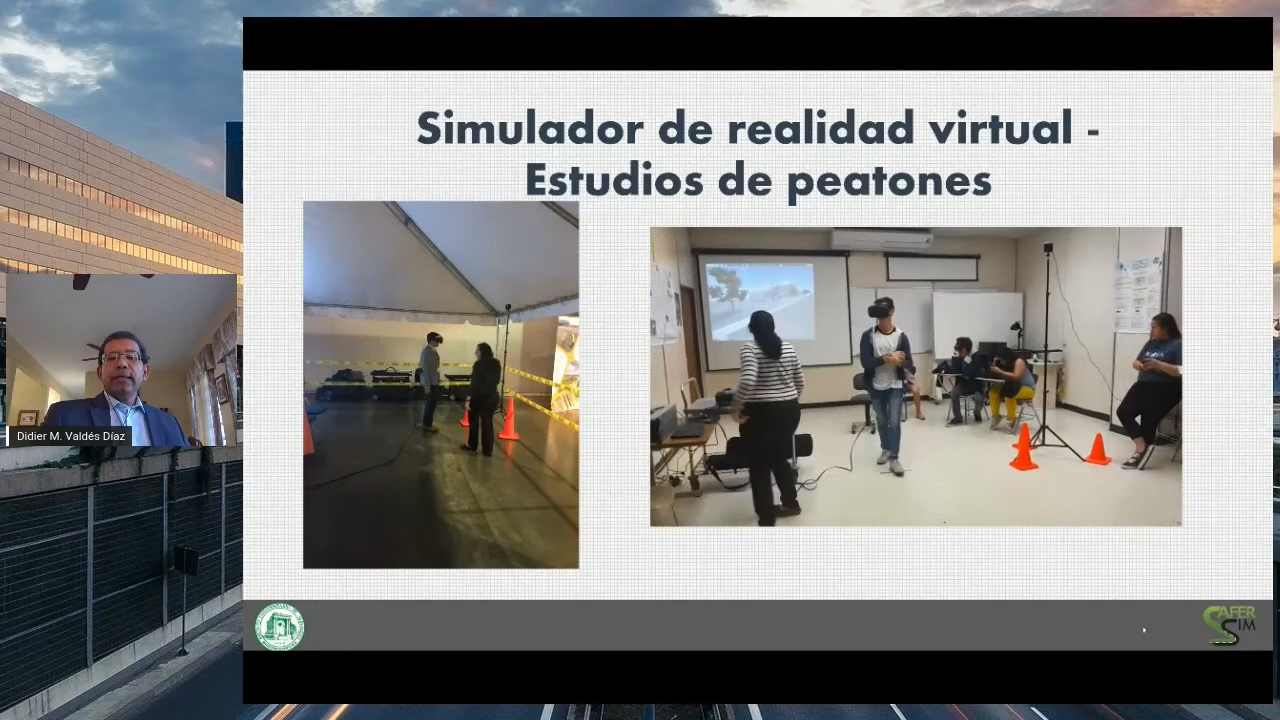 Simulador de realidad virtual -
Estudios de peatones
Didier M. Valdés Díaz
SAFER
SIM